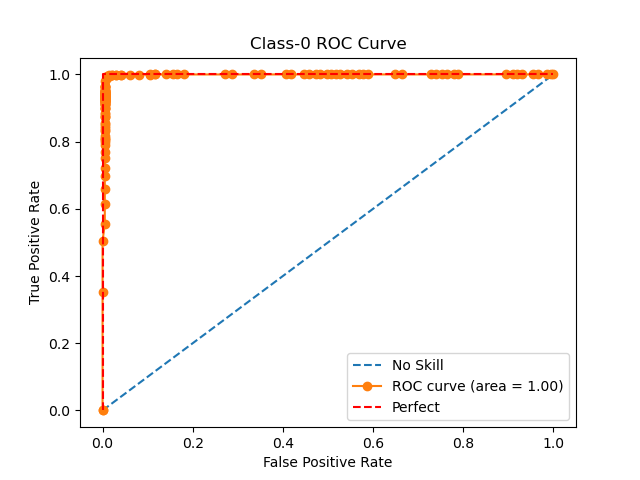 Class-0 ROC Curve
True Positive Rate
1.0
0.8
0.6
0.4
0.2
0.0
No Skill
ROC curve (area = 1.00)
Perfect
0.0 0.2 0.4 0.6 0.8 1.0
False Positive Rate